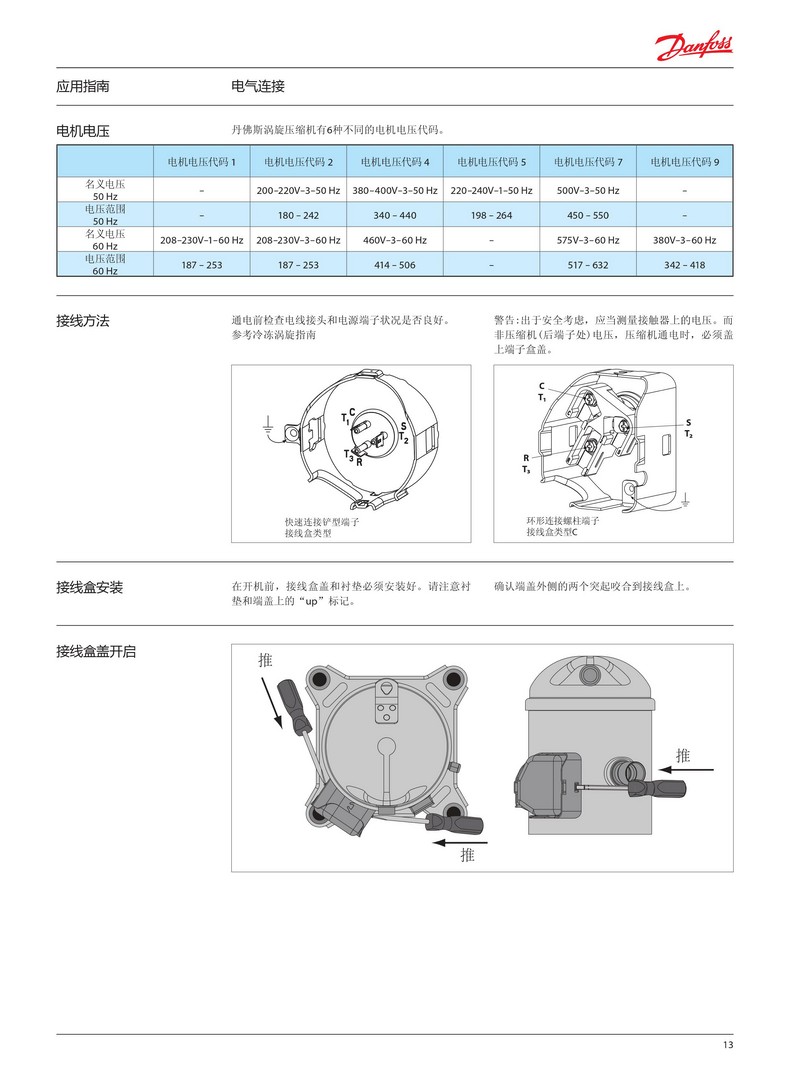 Danfoss
应用指南 电气连接
电机电压
丹佛斯涡旋压缩机有6种不同的电机电压代码。
电机电压代码 1 电机电压代码 2 电机电压代码 4 电机电压代码 5 电机电压代码 7 电机电压代码 9
名义电压
50 Hz
– 200–220V–3–50 Hz 380–400V–3–50 Hz 220–240V–1–50 Hz 500V–3–50 Hz –
电压范围
50 Hz
– 180 – 242 340 – 440 198 – 264 450 – 550 –
名义电压
60 Hz
208–230V–1–60 Hz 208–230V–3–60 Hz 460V–3–60 Hz – 575V–3–60 Hz 380V–3–60 Hz
电压范围
60 Hz
187 – 253 187 – 253 414 – 506 – 517 – 632 342 – 418
接线方法
通电前检查电线接头和电源端子状况是否良好。
参考冷冻涡旋指南
警告:出于安全考虑，应当测量接触器上的电压。而
非压缩机(后端子处)电压，压缩机通电时，必须盖
上端子盒盖。
C
T1
S
T2
T3
R
快速连接铲型端子
接线盒类型
C
T1
S
T2
R
T3
环形连接螺柱端子
接线盒类型C
接线盒安装
在开机前，接线盒盖和衬垫必须安装好。请注意衬
垫和端盖上的“up”标记。
确认端盖外侧的两个突起咬合到接线盒上。
接线盒盖开启
推
推
推
13